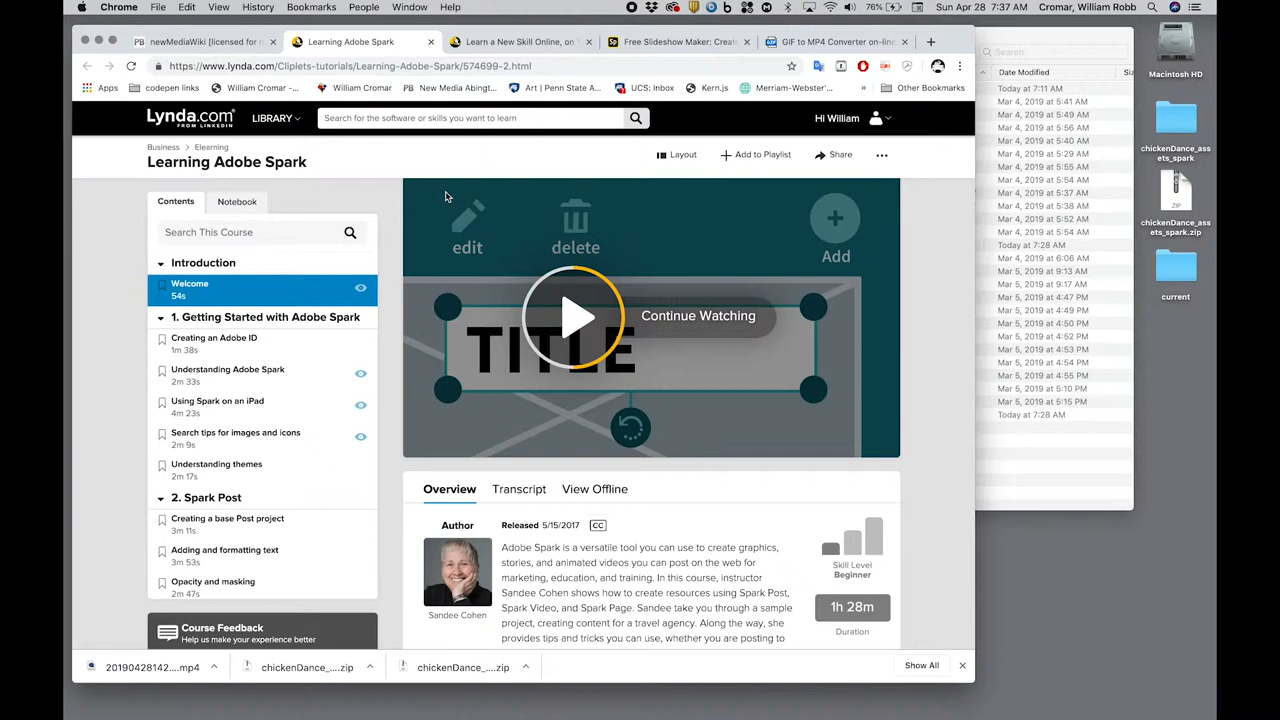 Chrome File Edit View History Bookmarks People Window Help 76% Sun Apr 28 7:37 AM Cromar, William Robb
PB newMediaWiki [licensed for n Learning Adobe Spark Learn a New Skill Online, on Free Slideshow Maker: Create GIF to MP4 Converter on-line
https://www.lynda.com/Cliplets-tutorials/Learning-Adobe-Spark/574699-2.html
Apps codepen links William Cromar -... William Cromar New Media Abingt... Art | Penn State A... UCS: Inbox Kern.js Merriam-Webster'... Other Bookmarks
Lynda.com FROM LINKEDIN LIBRARY Search for the software or skills you want to learn Hi William
Business > Elearning
Learning Adobe Spark
Layout Add to Playlist Share
Contents Notebook
Search This Course
Introduction
Welcome
54s
1. Getting Started with Adobe Spark
Creating an Adobe ID
1m 38s
Understanding Adobe Spark
2m 33s
Using Spark on an iPad
4m 23s
Search tips for images and icons
2m 9s
Understanding themes
2m 17s
2. Spark Post
Creating a base Post project
3m 11s
Adding and formatting text
3m 53s
Opacity and masking
2m 47s
Course Feedback
Help us make your experience better
edit delete Add
Continue Watching
TITLE
Overview Transcript View Offline
Author
Sandee Cohen
Released 5/15/2017 CC
Adobe Spark is a versatile tool you can use to create graphics,
stories, and animated videos you can post on the web for
marketing, education, and training. In this course, instructor
Sandee Cohen shows how to create resources using Spark Post,
Spark Video, and Spark Page. Sandee take you through a sample
project, creating content for a travel agency. Along the way, she
provides tips and tricks you can use, whether you are posting to
Skill Level
Beginner
1h 28m
Duration
20190428142....mp4 chickenDance_....zip chickenDance_....zip Show All
Search
Date Modified
Today at 7:11 AM
Mar 4, 2019 at 5:41 AM
Mar 4, 2019 at 5:49 AM
Mar 4, 2019 at 5:56 AM
Mar 4, 2019 at 5:40 AM
Mar 4, 2019 at 5:29 AM
Mar 4, 2019 at 5:55 AM
Mar 4, 2019 at 5:54 AM
Mar 4, 2019 at 5:37 AM
Mar 4, 2019 at 5:38 AM
Mar 4, 2019 at 5:52 AM
Mar 4, 2019 at 5:54 AM
Today at 7:28 AM
Mar 4, 2019 at 6:06 AM
Mar 5, 2019 at 9:13 AM
Mar 5, 2019 at 9:17 AM
Mar 5, 2019 at 4:47 PM
Mar 5, 2019 at 4:49 PM
Mar 5, 2019 at 4:50 PM
Mar 5, 2019 at 4:52 PM
Mar 5, 2019 at 4:53 PM
Mar 5, 2019 at 4:54 PM
Mar 5, 2019 at 4:55 PM
Mar 5, 2019 at 5:10 PM
Mar 5, 2019 at 5:15 PM
Today at 7:28 AM
Macintosh HD
chickenDance_ass
ets_spark
ZIP
chickenDance_ass
ets_spark.zip
current